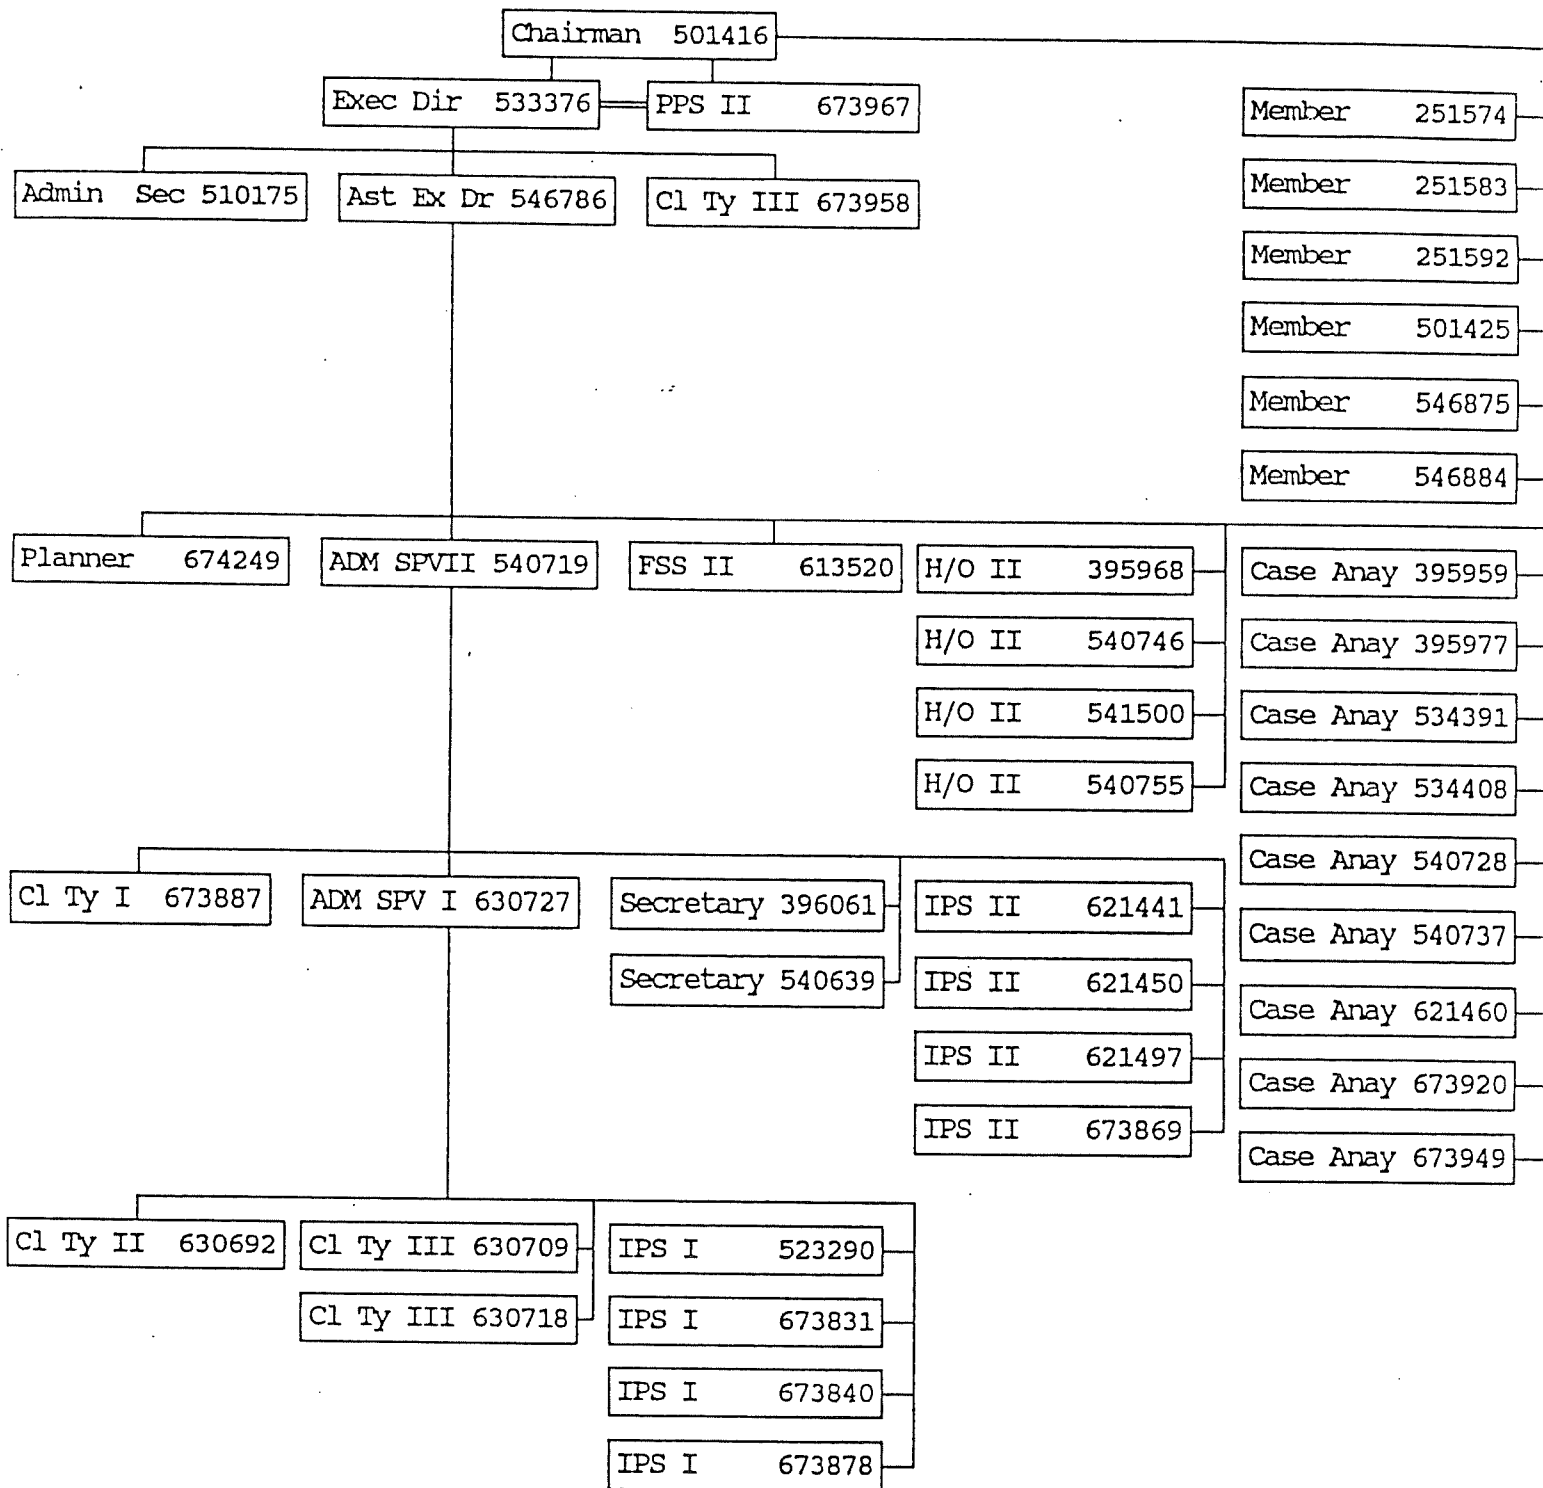 Chairman 501416
Exec Dir 533376
PPS II 673967
Member 251574
Admin Sec 510175
Ast Ex Dr 546786
Cl Ty III 673958
Member 251583
Member 251592
Member 501425
Member 546875
Member 546884
Planner 674249
ADM SPVII 540719
FSS II 613520
H/O II 395968
Case Anay 395959
H/O II 540746
Case Anay 395977
H/O II 541500
Case Anay 534391
H/O II 540755
Case Anay 534408
Case Anay 540728
Cl Ty I 673887
ADM SPV I 630727
Secretary 396061
IPS II 621441
Case Anay 540737
Secretary 540639
IPS II 621450
Case Anay 621460
IPS II 621497
Case Anay 673920
IPS II 673869
Case Anay 673949
Cl Ty II 630692
Cl Ty III 630709
IPS I 523290
Cl Ty III 630718
IPS I 673831
IPS I 673840
IPS I 673878